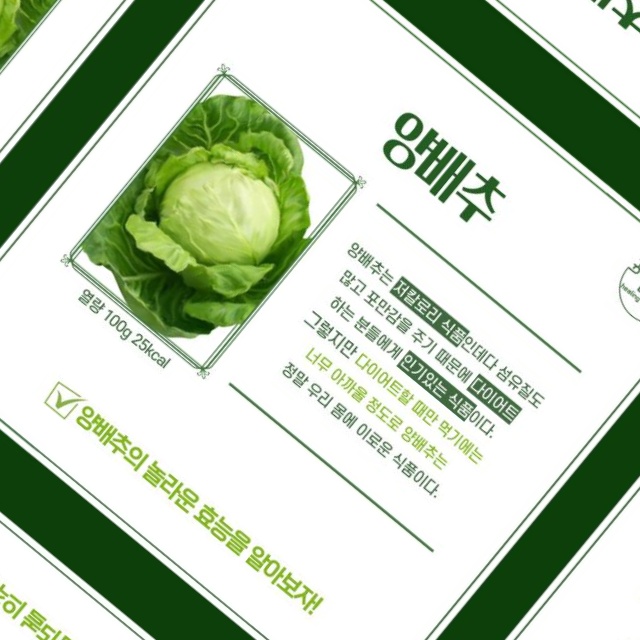 양배추
양배추는 저칼로리 식품인데다 섬유질도
많고 포만감을 주기 때문에 다이어트
하는 분들에게 인기있는 식품이다.
그렇지만 다이어트할 때만 먹기에는
너무 아까울 정도로 양배추는
정말 우리 몸에 이로운 식품이다.
열량 100g 25kcal
양배추의 놀라운 효능을 알아보자!